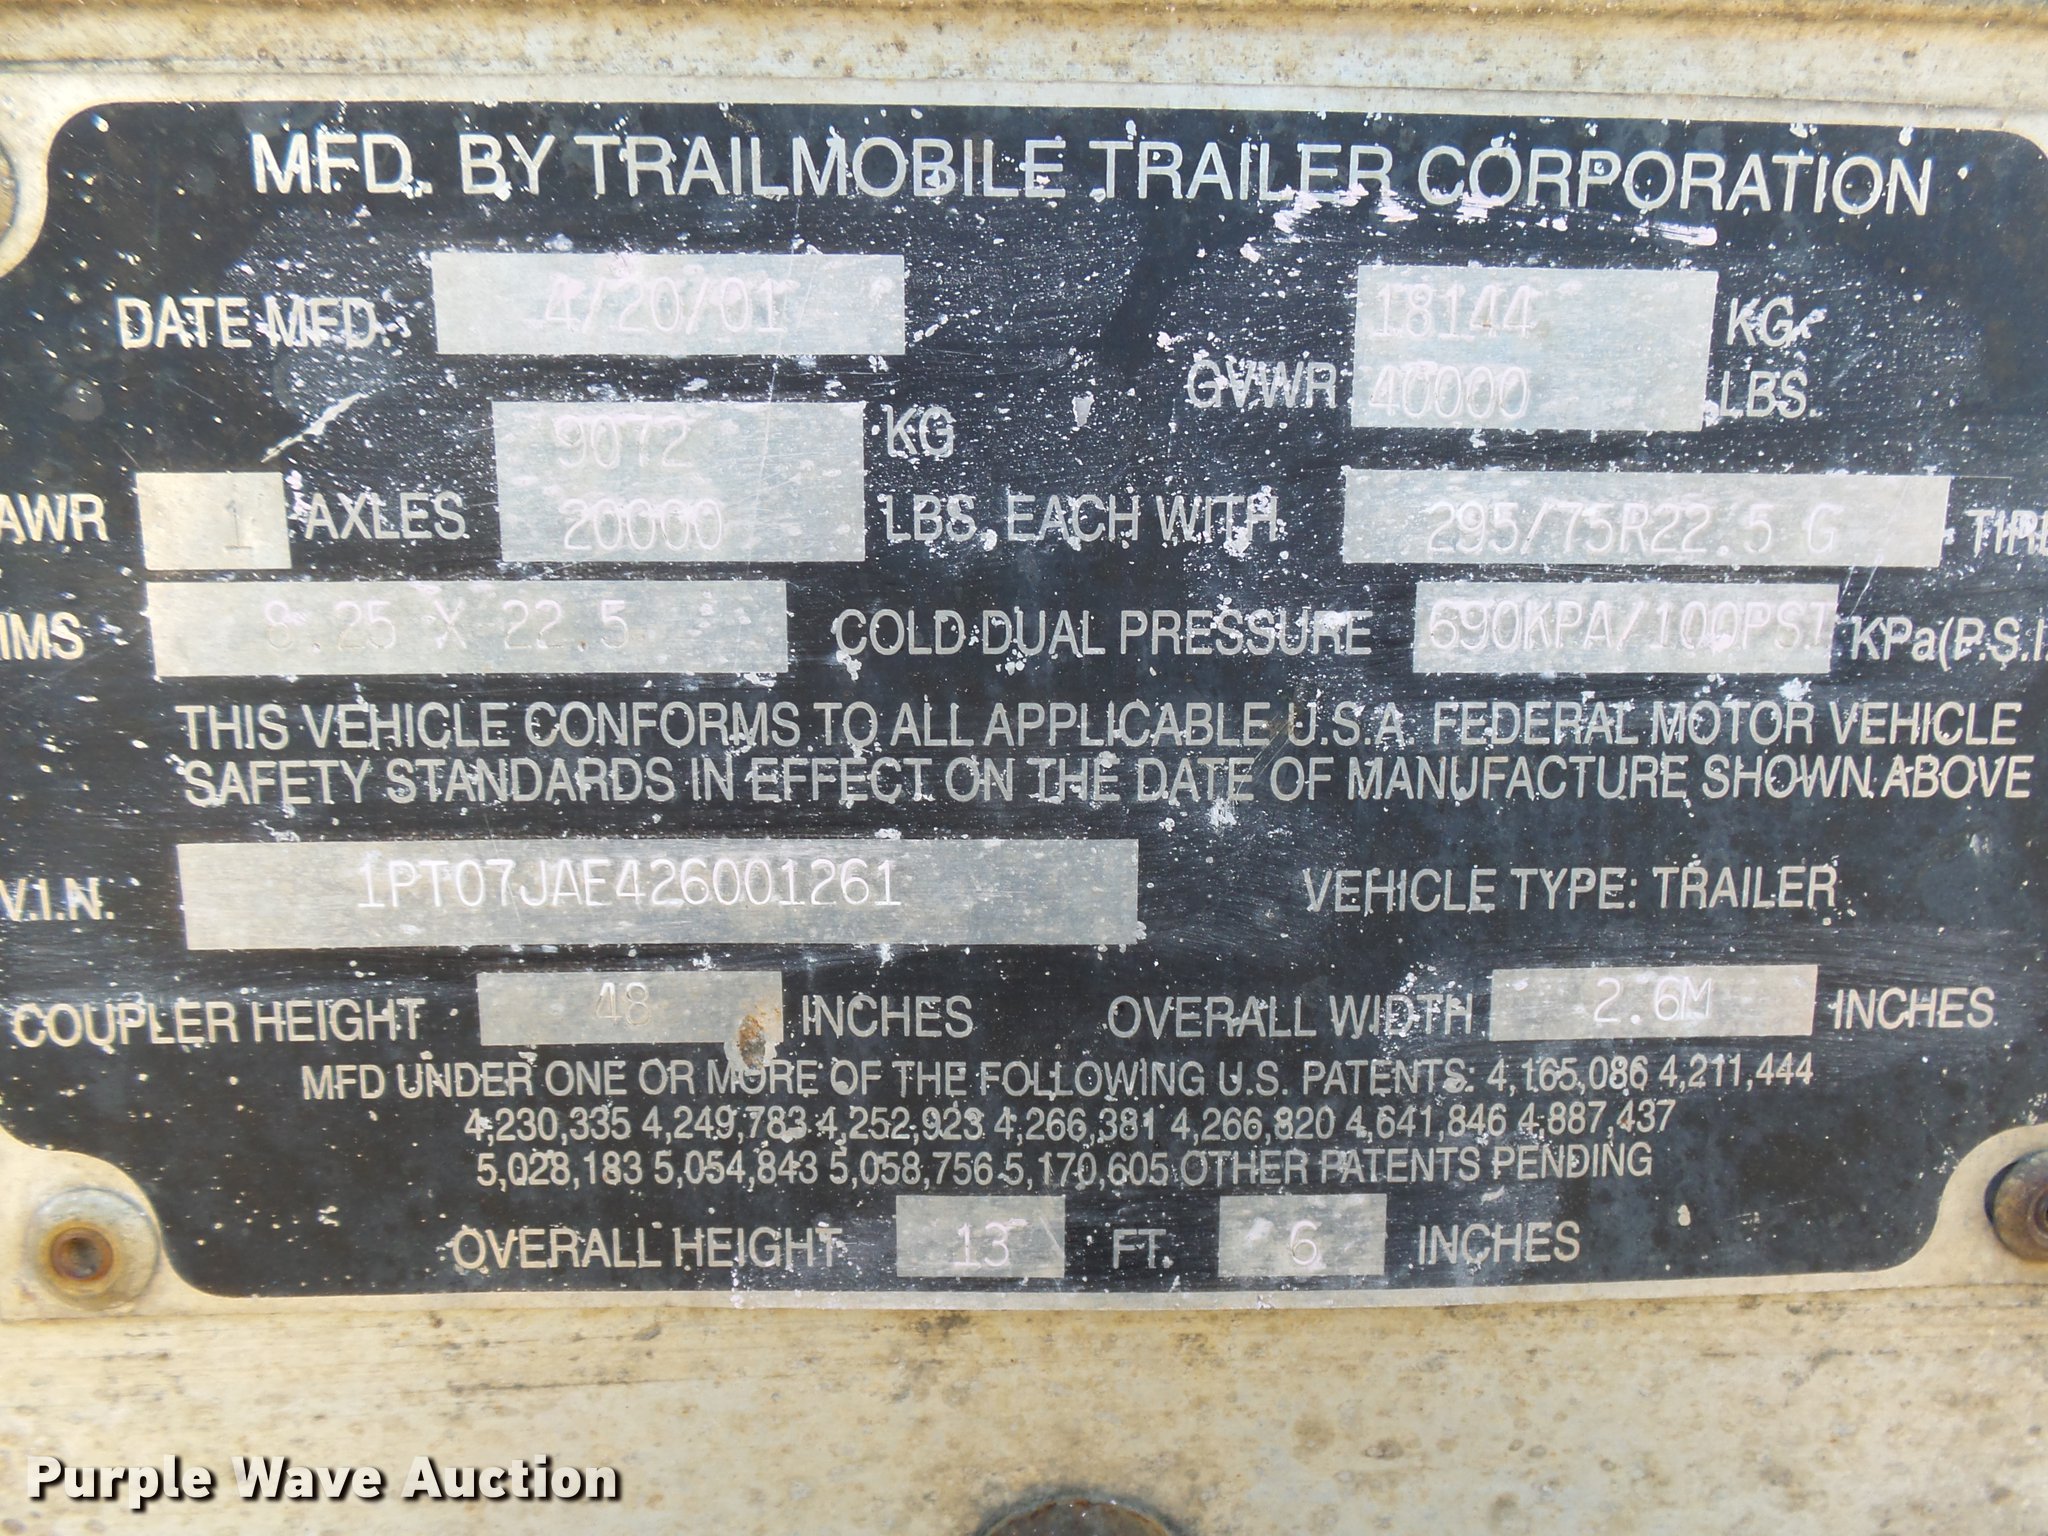 MFD. BY TRAILMOBILE TRAILER CORPORATION
DATE MFD. 4/20/01 18144 KG
GVWR 40000 LBS.
9072 KG
AWR 1 AXLES 20000 LBS. EACH WITH 295/75R22.5 G TIRE
IMS 8.25 X 22.5 COLD DUAL PRESSURE 690KPA/100PSI KPa(P.S.I
THIS VEHICLE CONFORMS TO ALL APPLICABLE U.S.A. FEDERAL MOTOR VEHICLE
SAFETY STANDARDS IN EFFECT ON THE DATE OF MANUFACTURE SHOWN ABOVE
V.I.N. 1PT07JAE426001261 VEHICLE TYPE: TRAILER
COUPLER HEIGHT 48 INCHES OVERALL WIDTH 2.6M INCHES
MFD UNDER ONE OR MORE OF THE FOLLOWING U.S. PATENTS: 4,165,086 4,211,444
4,230,335 4,249,783 4,252,923 4,266,381 4,266,820 4,641,846 4,887,437
5,028,183 5,054,843 5,058,756 5,170,605 OTHER PATENTS PENDING
OVERALL HEIGHT 13 FT. 6 INCHES
Purple Wave Auction